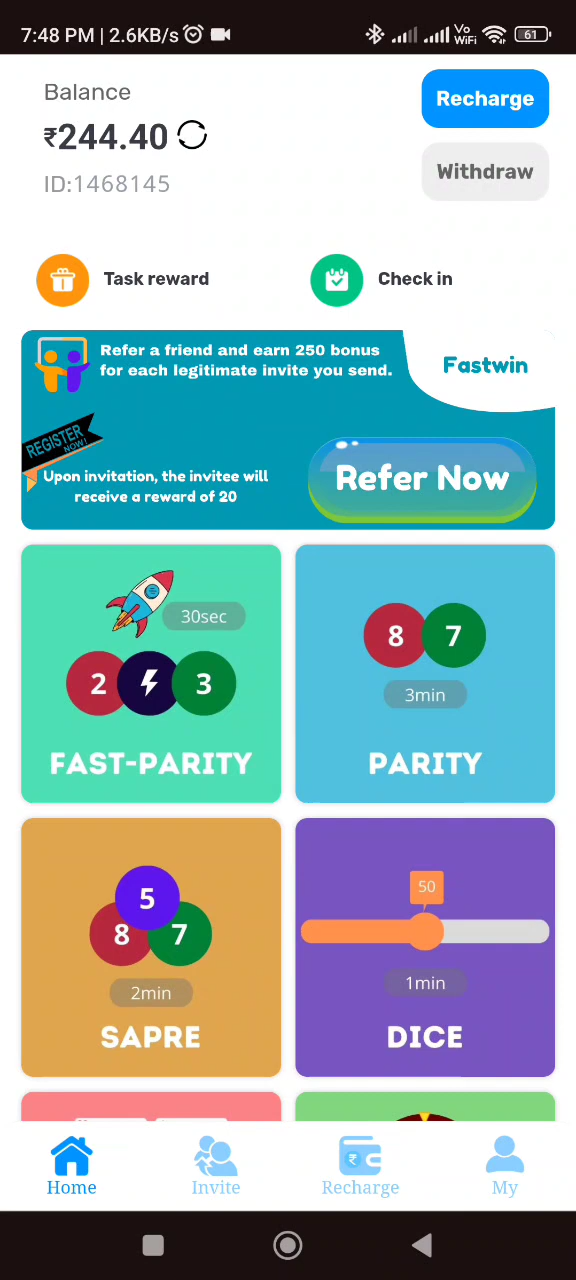 7:48 PM | 2.6KB/s
Vo
WiFi
61
Balance
₹244.40
ID:1468145
Recharge
Withdraw
Task reward
Check in
Refer a friend and earn 250 bonus
for each legitimate invite you send.
Fastwin
REGISTER
NOW!
Upon invitation, the invitee will
receive a reward of 20
Refer Now
30sec
2 3
FAST-PARITY
8 7
3min
PARITY
5
8 7
2min
SAPRE
50
1min
DICE
₹
Home
Invite
Recharge
My